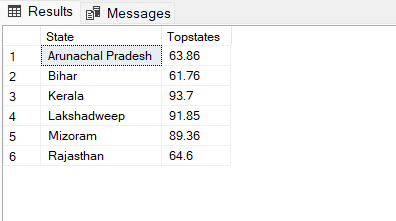 Results Messages
State Topstates
1 Arunachal Pradesh 63.86
2 Bihar 61.76
3 Kerala 93.7
4 Lakshadweep 91.85
5 Mizoram 89.36
6 Rajasthan 64.6